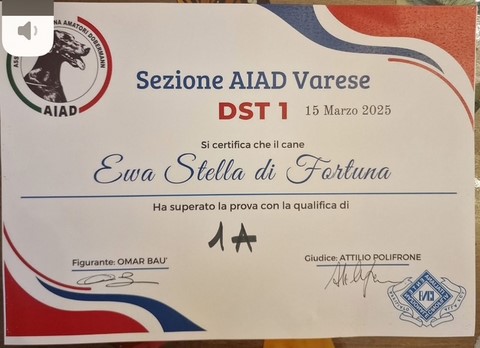 AIAD
Sezione AIAD Varese
DST 1 15 Marzo 2025
Si certifica che il cane
Ewa Stella di Fortuna
Ha superato la prova con la qualifica di
1A
Figurante: OMAR BAU'
Giudice: ATTILIO POLIFRONE